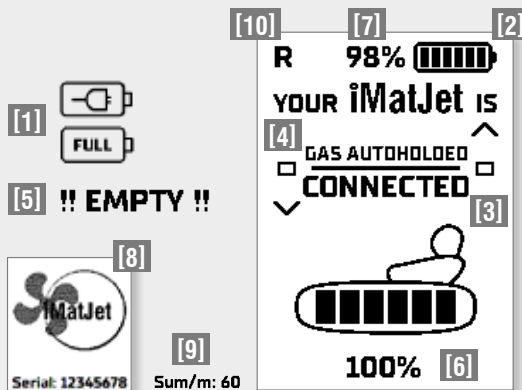 [10] [7] [2]
R 98%
YOUR iMatJet IS
[1]
FULL
[4] GAS AUTOHOLDED
CONNECTED
[5] !! EMPTY !!
[3]
[8]
iMatJet
Serial: 12345678
[9]
Sum/m: 60
100% [6]